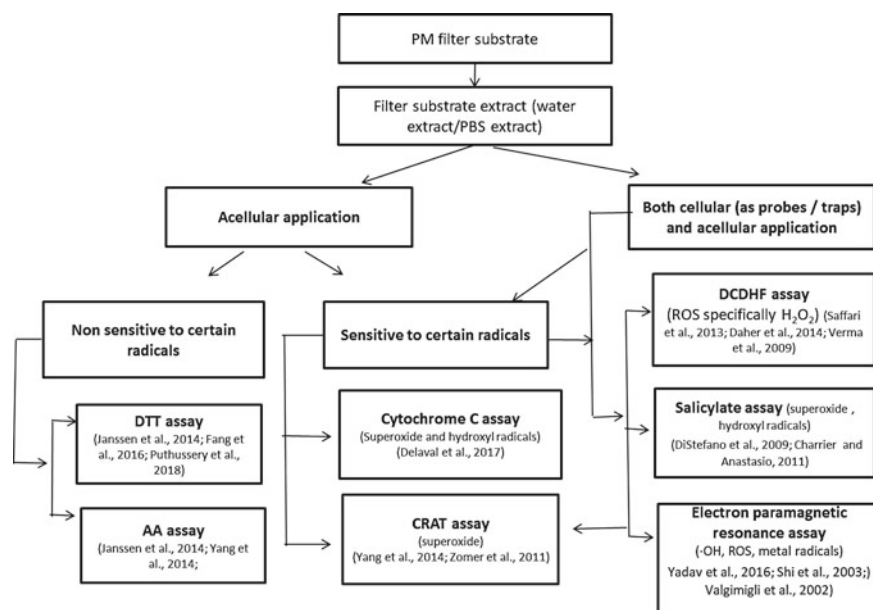 PM filter substrate
Filter substrate extract (water
extract/PBS extract)
Acellular application
Both cellular (as probes / traps)
and acellular application
Non sensitive to certain
radicals
Sensitive to certain radicals
DCDHF assay
(ROS specifically H₂O₂) (Saffari
et al., 2013; Daher et al., 2014; Verma
et al., 2009)
DTT assay
(Janssen et al., 2014; Fang et
al., 2016; Puthussery et al.,
2018)
Cytochrome C assay
(Superoxide and hydroxyl radicals)
(Delaval et al., 2017)
Salicylate assay (superoxide ,
hydroxyl radicals)
(DiStefano et al., 2009; Charrier and
Anastasio, 2011)
AA assay
(Janssen et al., 2014; Yang et
al., 2014;
CRAT assay
(superoxide)
(Yang et al., 2014; Zomer et al., 2011)
Electron paramagnetic
resonance assay
(·OH, ROS, metal radicals)
Yadav et al., 2016; Shi et al., 2003;)
Valgimigli et al., 2002)